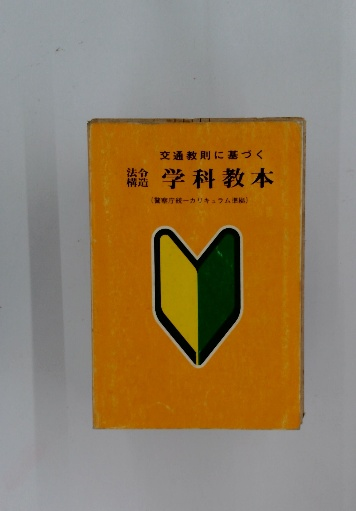 交通教則に基づく
法令
構造 学科教本
(警察庁統一カリキュラム準拠)